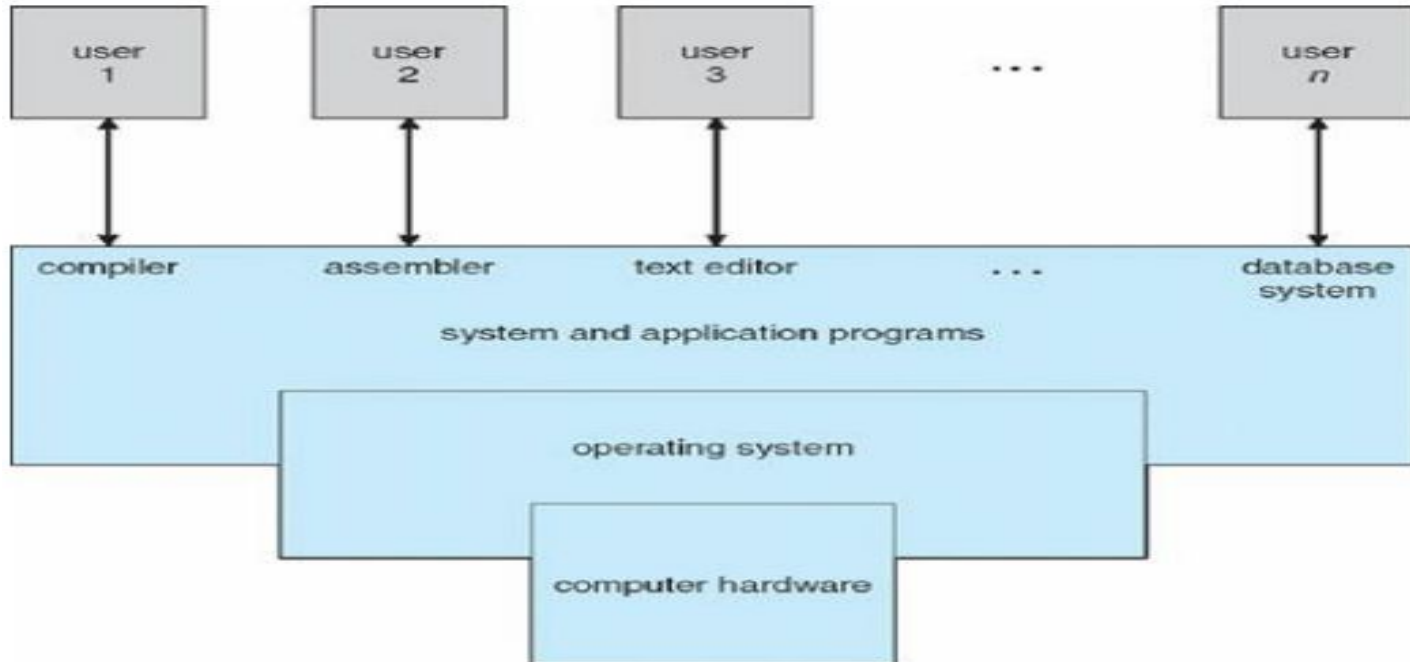 user
1
user
2
user
3
...
user
n
compiler
assembler
text editor
...
database
system
system and application programs
operating system
computer hardware